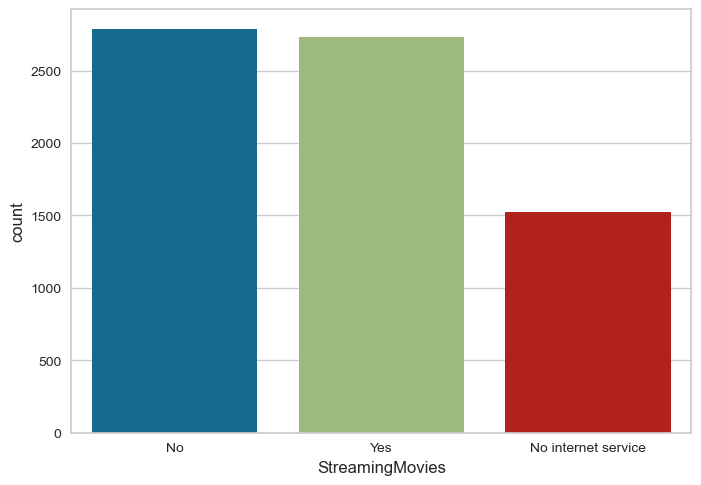 count
2500
2000
1500
1000
500
0
No
Yes
No internet service
StreamingMovies